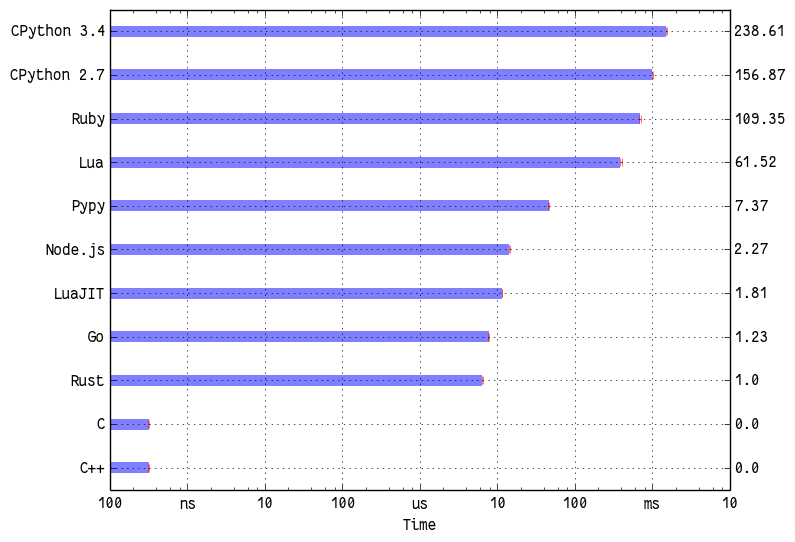 CPython 3.4 238.61
CPython 2.7 156.87
Ruby 109.35
Lua 61.52
Pypy 7.37
Node.js 2.27
LuaJIT 1.81
Go 1.23
Rust 1.0
C 0.0
C++ 0.0
100 ns 10 100 us 10 100 ms 10
Time